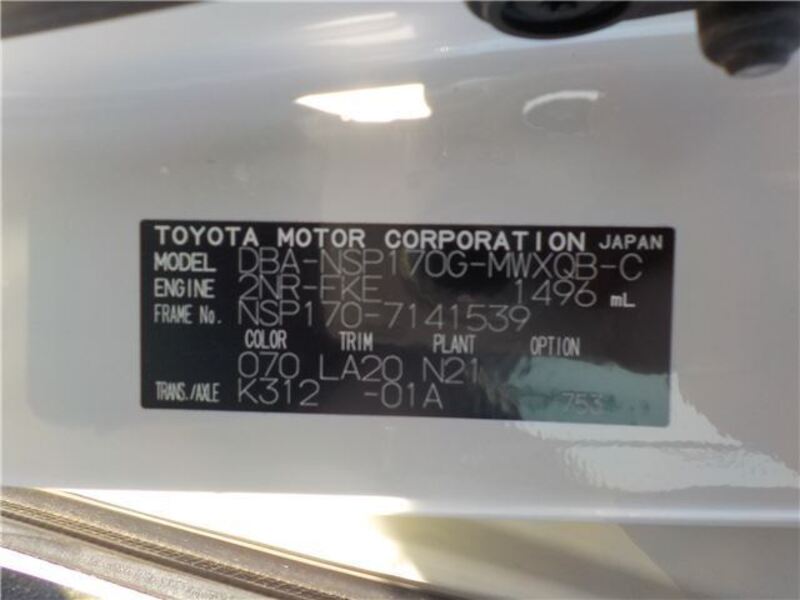 TOYOTA MOTOR CORPORATION JAPAN
MODEL DBA-NSP170G-MWXQB-C
ENGINE 2NR-FKE 1496 mL
FRAME No. NSP170-7141539
COLOR TRIM PLANT OPTION
070 LA20 N21
TRANS./AXLE K312 -01A 753